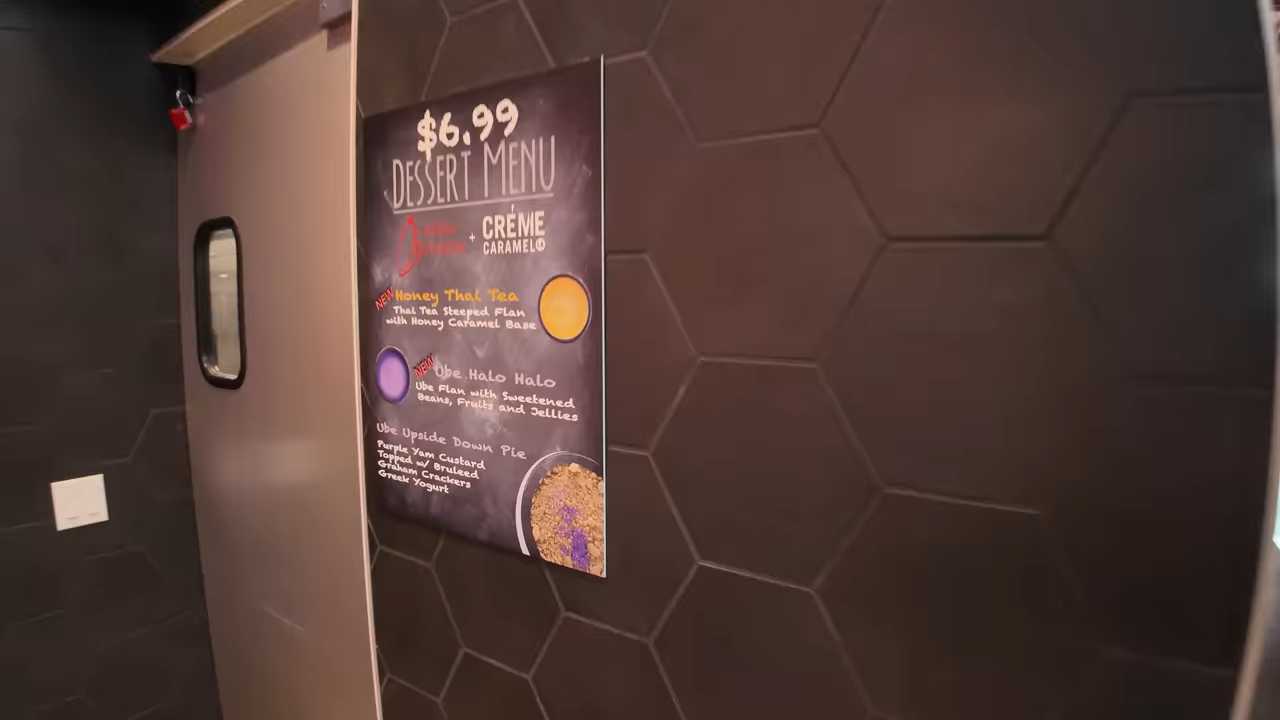 $6.99
DESSERT MENU
+ CRÉME
CARAMEL
NEW Honey Thai Tea
Thai Tea Steeped Flan
with Honey Caramel Base
NEW Ube Halo Halo
Ube Flan with Sweetened
Beans, Fruits and Jellies
Ube Upside Down Pie
Purple Yam Custard
Topped w/ Bruleed
Graham Crackers
Greek Yogurt